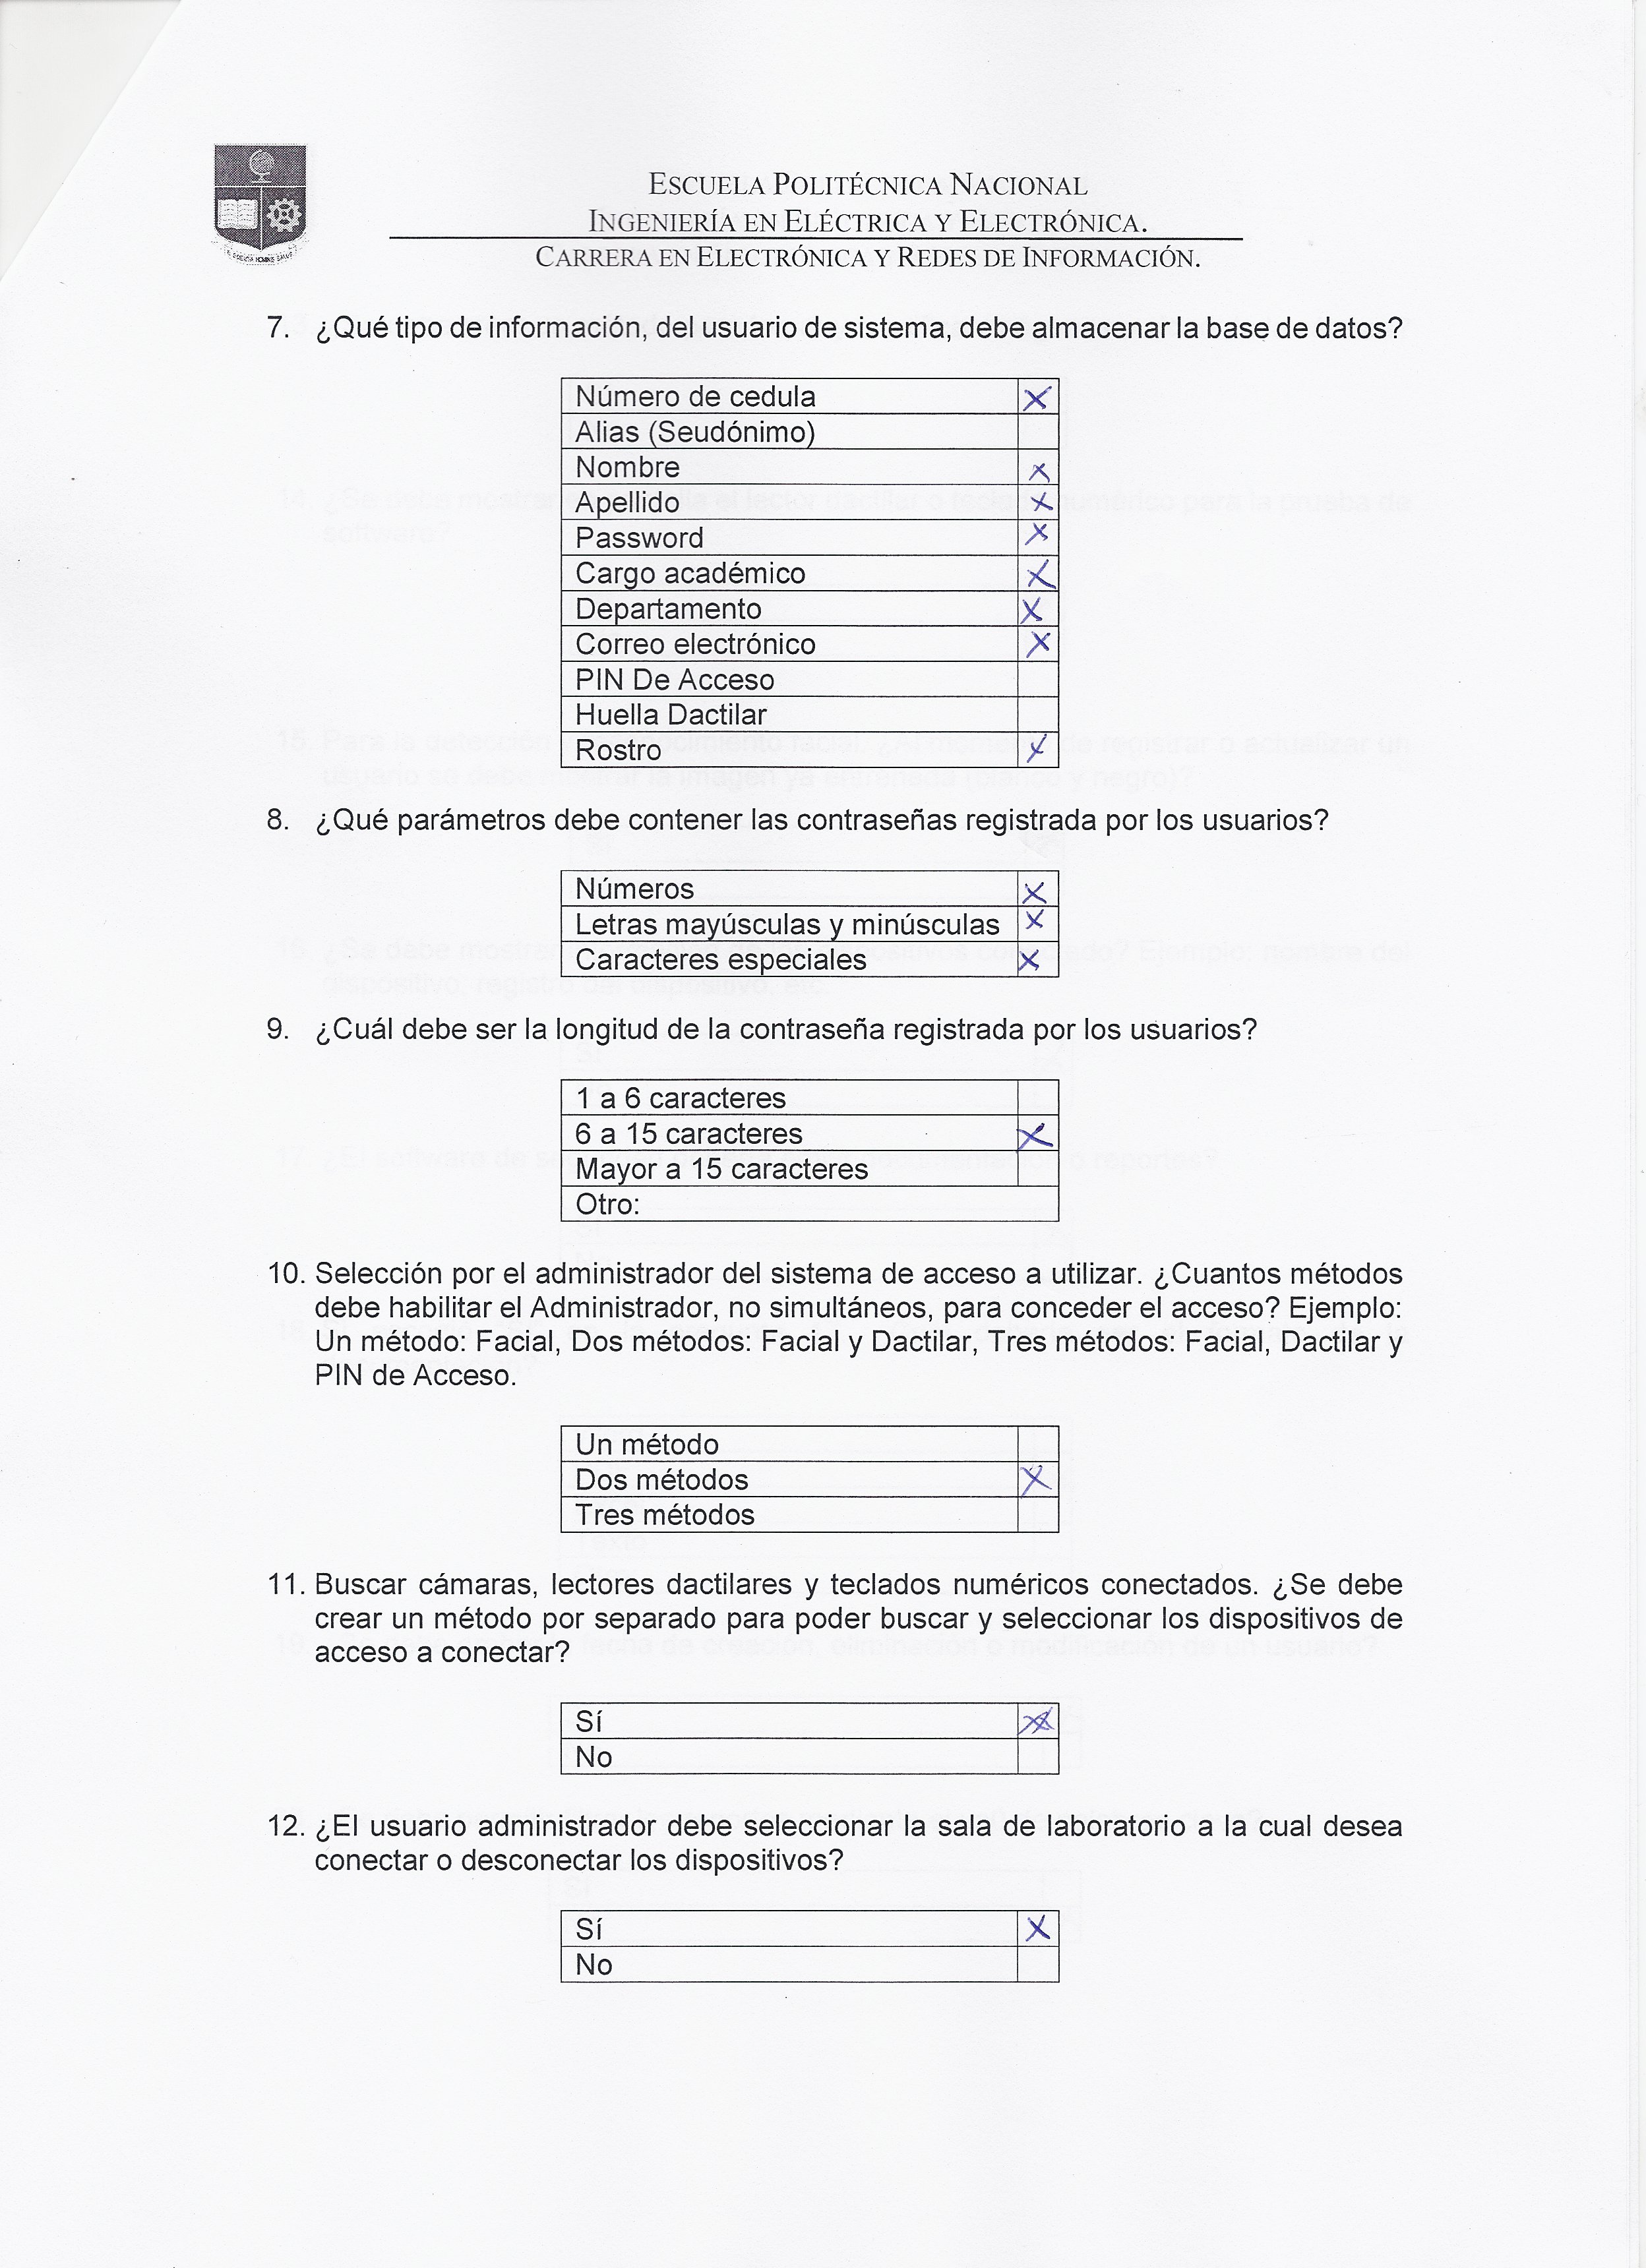 ESCUELA POLITÉCNICA NACIONAL
INGENIERÍA EN ELÉCTRICA Y ELECTRÓNICA.
CARRERA EN ELECTRÓNICA Y REDES DE INFORMACIÓN.
7. ¿Qué tipo de información, del usuario de sistema, debe almacenar la base de datos?
Número de cedula X
Alias (Seudónimo)
Nombre X
Apellido X
Password X
Cargo académico X
Departamento X
Correo electrónico X
PIN De Acceso
Huella Dactilar
Rostro X
8. ¿Qué parámetros debe contener las contraseñas registrada por los usuarios?
Números X
Letras mayúsculas y minúsculas X
Caracteres especiales X
9. ¿Cuál debe ser la longitud de la contraseña registrada por los usuarios?
1 a 6 caracteres
6 a 15 caracteres X
Mayor a 15 caracteres
Otro:
10. Selección por el administrador del sistema de acceso a utilizar. ¿Cuantos métodos
debe habilitar el Administrador, no simultáneos, para conceder el acceso? Ejemplo:
Un método: Facial, Dos métodos: Facial y Dactilar, Tres métodos: Facial, Dactilar y
PIN de Acceso.
Un método
Dos métodos X
Tres métodos
11. Buscar cámaras, lectores dactilares y teclados numéricos conectados. ¿Se debe
crear un método por separado para poder buscar y seleccionar los dispositivos de
acceso a conectar?
Sí X
No
12. ¿El usuario administrador debe seleccionar la sala de laboratorio a la cual desea
conectar o desconectar los dispositivos?
Sí X
No